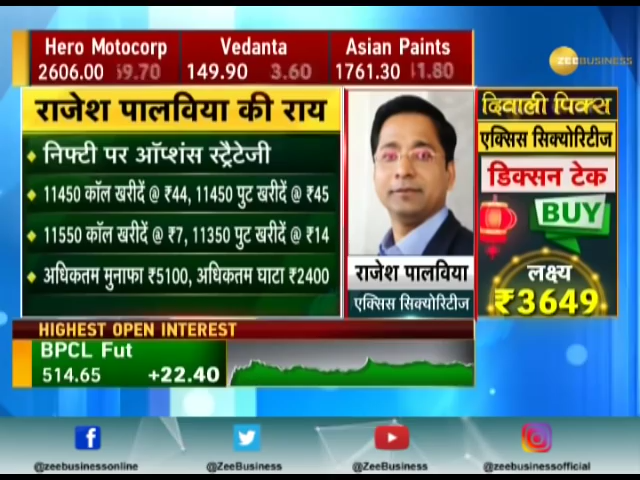 Hero Motocorp
2606.00
Vedanta
149.90 3.60
Asian Paints
1761.30
ZEEBUSINESS
राजेश पालविया की राय
निफ्टी पर ऑप्शंस स्ट्रैटेजी
11450 कॉल खरीदें @ ₹44, 11450 पुट खरीदें @ ₹45
11550 कॉल खरीदें @ ₹7, 11350 पुट खरीदें @ ₹14
अधिकतम मुनाफा ₹5100, अधिकतम घाटा ₹2400
राजेश पालविया
एक्सिस सिक्योरिटीज
दिवाली पिक्स
एक्सिस सिक्योरिटीज
डिक्सन टेक
BUY
लक्ष्य
₹3649
HIGHEST OPEN INTEREST
BPCL Fut
514.65 +22.40
@zeebusinessonline
@ZeeBusiness
@ZeeBusiness
@zeebusinessofficial